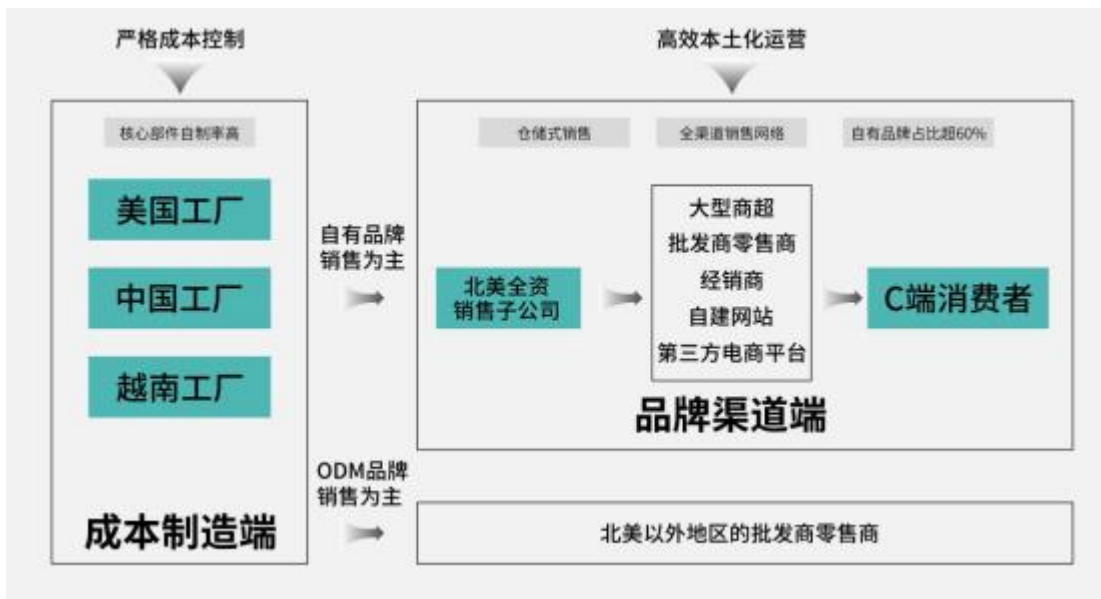 严格成本控制
核心部件自制率高
美国工厂
中国工厂
越南工厂
成本制造端
自有品牌
销售为主
ODM品牌
销售为主
高效本土化运营
仓储式销售
全渠道销售网络
自有品牌占比超60%
北美全资
销售子公司
大型商超
批发商零售商
经销商
自建网站
第三方电商平台
C端消费者
品牌渠道端
北美以外地区的批发商零售商